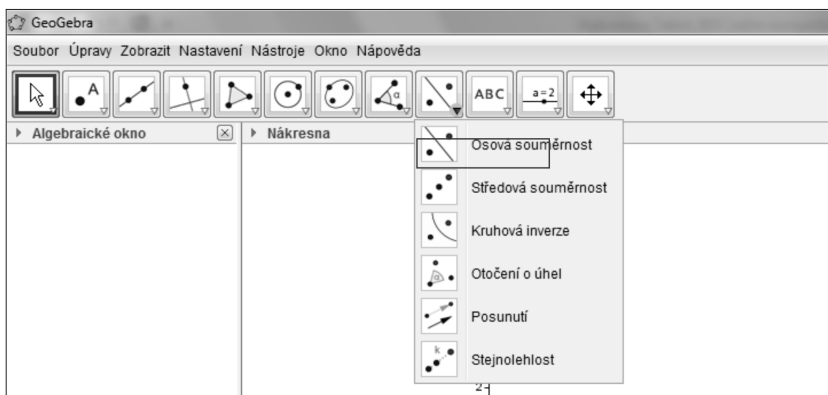 GeoGebra
Soubor Úpravy Zobrazit Nastavení Nástroje Okno Nápověda
A α ABC a=2
Algebraické okno Nákresna
Osová souměrnost
Středová souměrnost
Kruhová inverze
α Otočení o úhel
Posunutí
k Stejnolehlost
2